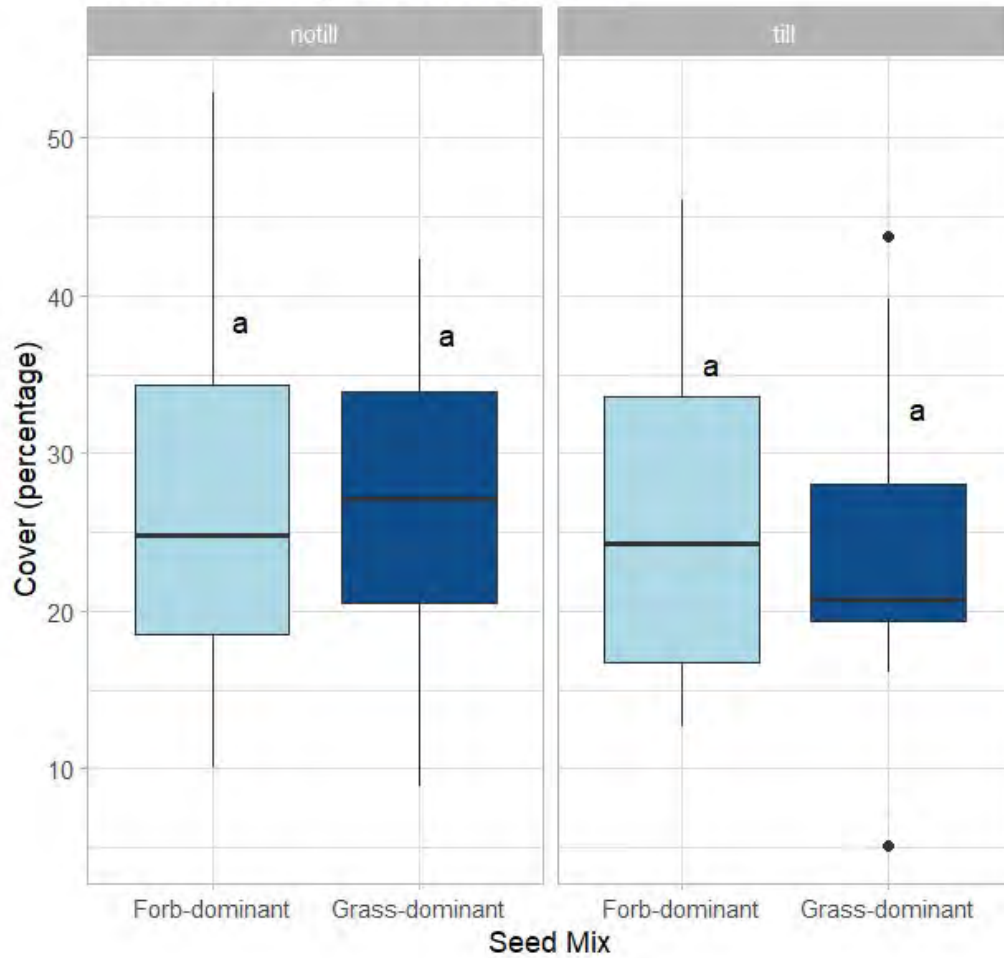 notill
till
50
40
30
20
10
Cover (percentage)
a
a
a
a
Forb-dominant
Grass-dominant
Forb-dominant
Grass-dominant
Seed Mix